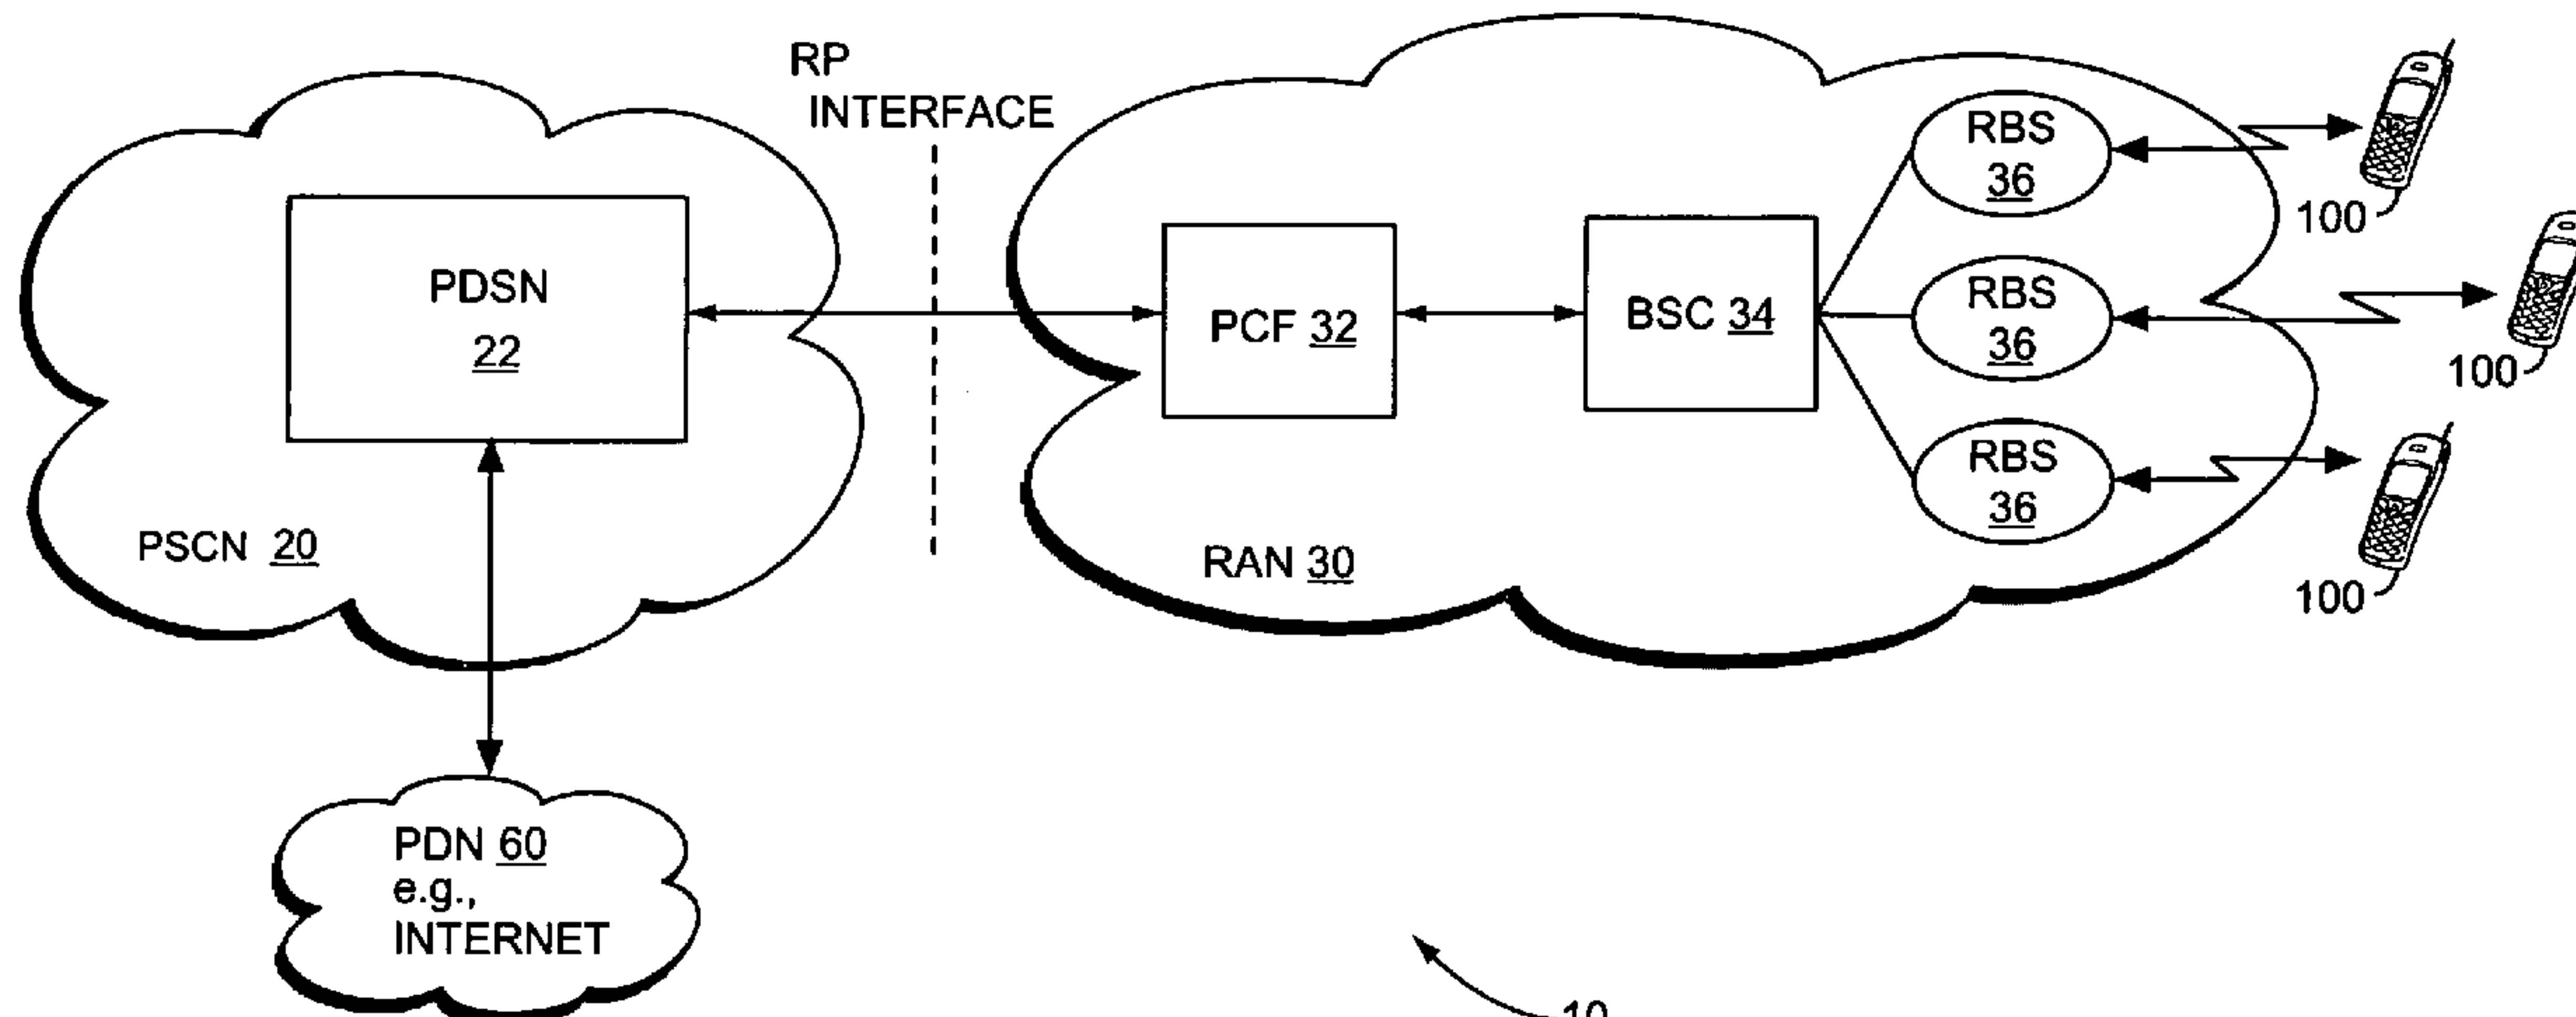 RP
INTERFACE
PDSN
22
PSCN 20
PCF 32
BSC 34
RBS
36
RBS
36
RBS
36
RAN 30
100
100
100
PDN 60
e.g.,
INTERNET
10